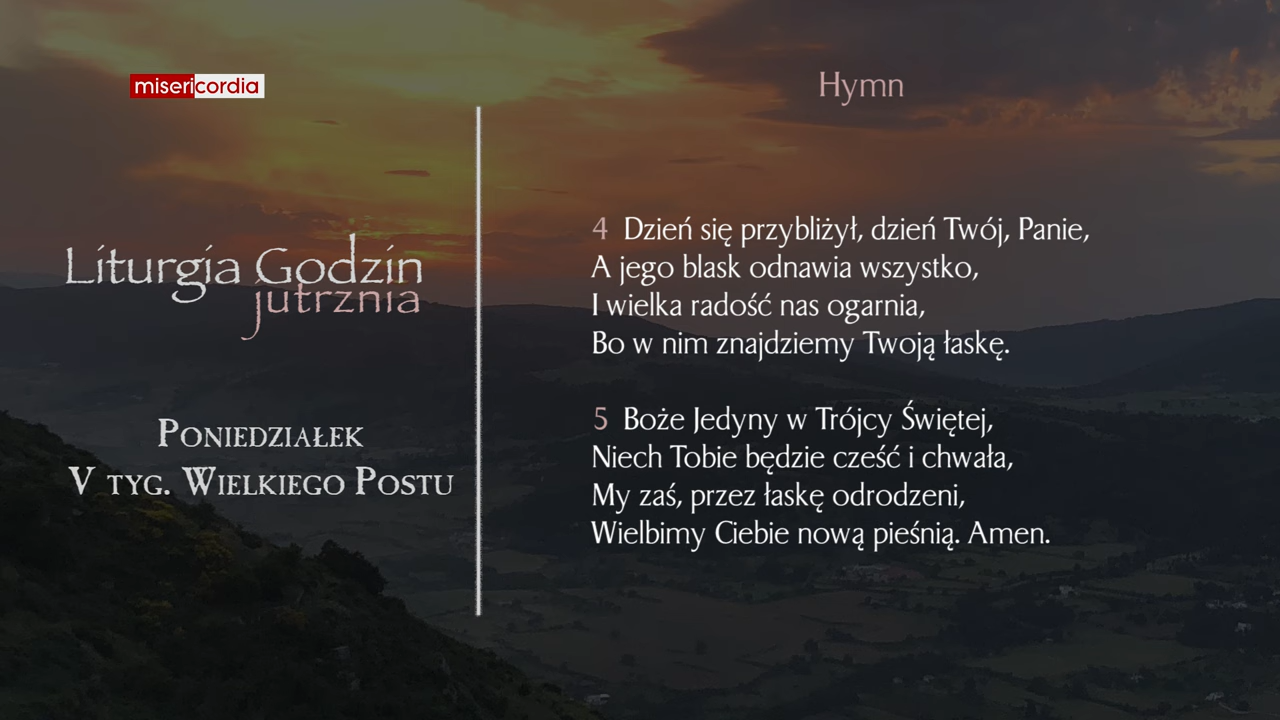 misericordia
Liturgia Godzin
jutrznia
Poniedziałek
V tyg. Wielkiego Postu
Hymn
4 Dzień się przybliżył, dzień Twój, Panie,
A jego blask odnawia wszystko,
I wielka radość nas ogarnia,
Bo w nim znajdziemy Twoją łaskę.
5 Boże Jedyny w Trójcy Świętej,
Niech Tobie będzie cześć i chwała,
My zaś, przez łaskę odrodzeni,
Wielbimy Ciebie nową pieśnią. Amen.